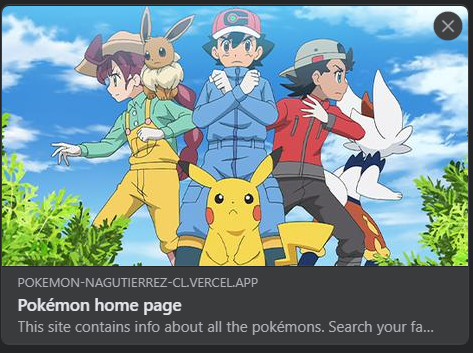 POKEMON-NAGUTIERREZ-CL.VERCEL.APP
Pokémon home page
This site contains info about all the pokémons. Search your fa...